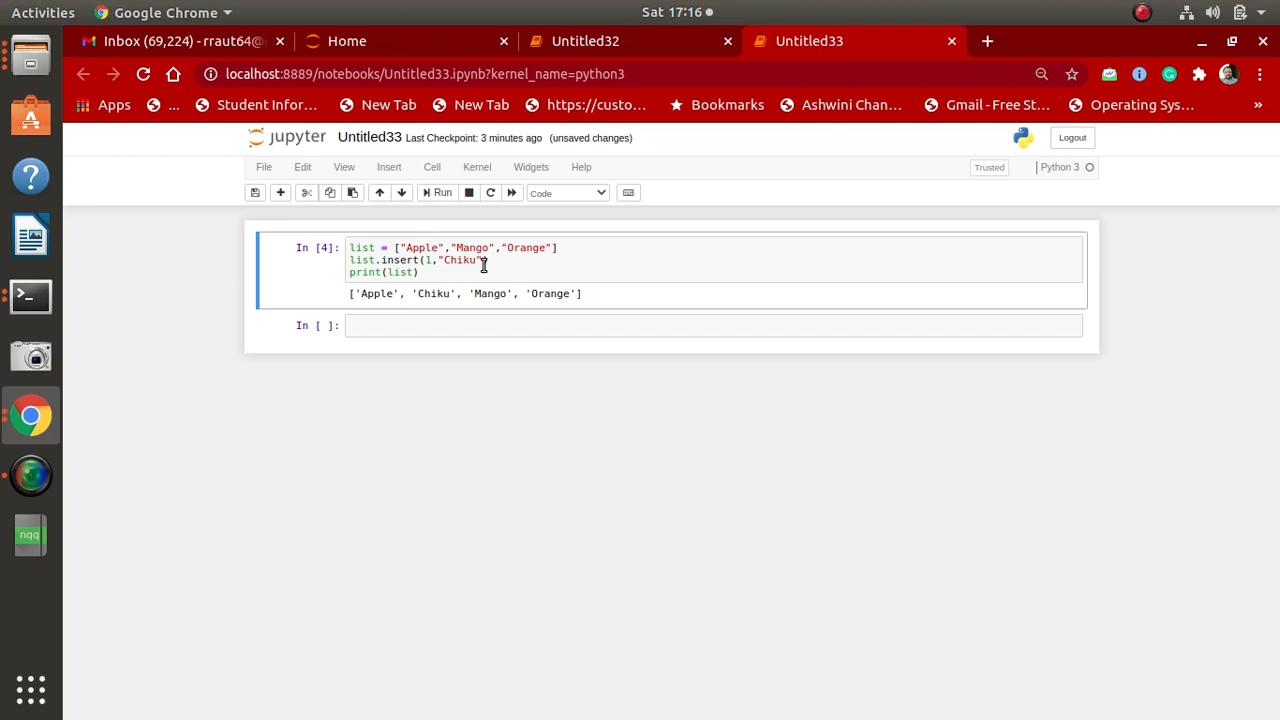 Activities Google Chrome Sat 17:16
Inbox (69,224) - rraut64@ Home Untitled32 Untitled33
localhost:8889/notebooks/Untitled33.ipynb?kernel_name=python3
Apps ... Student Infor... New Tab New Tab https://custo... Bookmarks Ashwini Chan... Gmail - Free St... Operating Sys... »
jupyter Untitled33 Last Checkpoint: 3 minutes ago (unsaved changes) Logout
File Edit View Insert Cell Kernel Widgets Help Trusted Python 3
Run Code
In [4]: list = ["Apple","Mango","Orange"]
list.insert(1,"Chiku")
print(list)
['Apple', 'Chiku', 'Mango', 'Orange']
In [ ]:
nqq